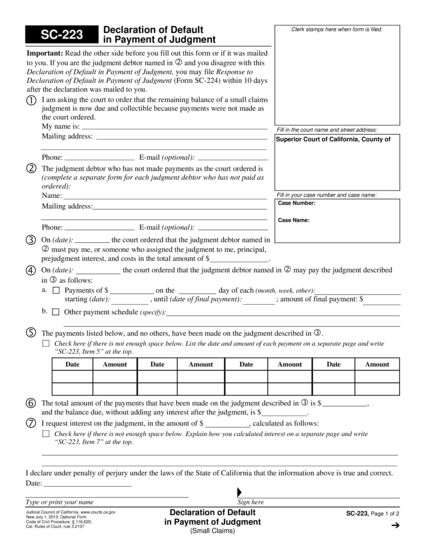 SC-223
Declaration of Default
in Payment of Judgment
Clerk stamps here when form is filed.
Important: Read the other side before you fill out this form or if it was mailed
to you. If you are the judgment debtor named in ② and you disagree with this
Declaration of Default in Payment of Judgment, you may file Response to
Declaration of Default in Payment of Judgment (Form SC-224) within 10 days
after the declaration was mailed to you.
① I am asking the court to order that the remaining balance of a small claims
judgment is now due and collectible because payments were not made as
the court ordered.
My name is:
Mailing address:
Phone: E-mail (optional):
Fill in the court name and street address:
Superior Court of California, County of
② The judgment debtor who has not made payments as the court ordered is
(complete a separate form for each judgment debtor who has not paid as
ordered):
Name:
Mailing address:
Phone: E-mail (optional):
Fill in your case number and case name:
Case Number:
Case Name:
③ On (date): the court ordered that the judgment debtor named in
② must pay me, or someone who assigned the judgment to me, principal,
prejudgment interest, and costs in the total amount of $ .
④ On (date): the court ordered that the judgment debtor named in ② may pay the judgment described
in ③ as follows:
a. Payments of $ on the day of each (month, week, other):
starting (date): , until (date of final payment): ; amount of final payment: $
b. Other payment schedule (specify):
⑤ The payments listed below, and no others, have been made on the judgment described in ③.
Check here if there is not enough space below. List the date and amount of each payment on a separate page and write
“SC-223, Item 5” at the top.
Date Amount Date Amount Date Amount Date Amount
⑥ The total amount of the payments that have been made on the judgment described in ③ is $ ,
and the balance due, without adding any interest after the judgment, is $ .
⑦ I request interest on the judgment, in the amount of $ , calculated as follows:
Check here if there is not enough space below. Explain how you calculated interest on a separate page and write
“SC-223, Item 7” at the top.
I declare under penalty of perjury under the laws of the State of California that the information above is true and correct.
Date:
Type or print your name
Sign here
Judicial Council of California, www.courts.ca.gov
New July 1, 2013, Optional Form
Code of Civil Procedure, § 116.620;
Cal. Rules of Court, rule 3.2107
Declaration of Default
in Payment of Judgment
(Small Claims)
SC-223, Page 1 of 2